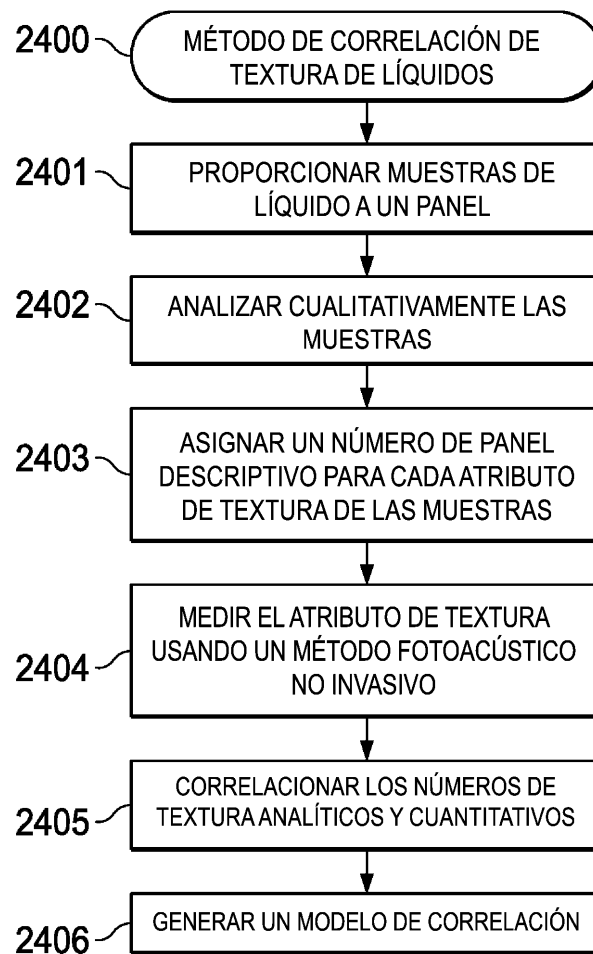 2400
MÉTODO DE CORRELACIÓN DE
TEXTURA DE LÍQUIDOS
2401
PROPORCIONAR MUESTRAS DE
LÍQUIDO A UN PANEL
2402
ANALIZAR CUALITATIVAMENTE LAS
MUESTRAS
2403
ASIGNAR UN NÚMERO DE PANEL
DESCRIPTIVO PARA CADA ATRIBUTO
DE TEXTURA DE LAS MUESTRAS
2404
MEDIR EL ATRIBUTO DE TEXTURA
USANDO UN MÉTODO FOTOACÚSTICO
NO INVASIVO
2405
CORRELACIONAR LOS NÚMEROS DE
TEXTURA ANALÍTICOS Y CUANTITATIVOS
2406
GENERAR UN MODELO DE CORRELACIÓN